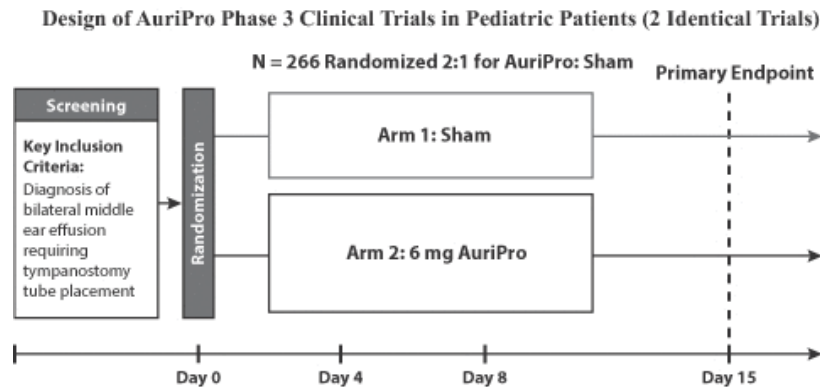 Design of AuriPro Phase 3 Clinical Trials in Pediatric Patients (2 Identical Trials)
N = 266 Randomized 2:1 for AuriPro: Sham
Primary Endpoint
Screening
Key Inclusion
Criteria:
Diagnosis of
bilateral middle
ear effusion
requiring
tympanostomy
tube placement
Randomization
Arm 1: Sham
Arm 2: 6 mg AuriPro
Day 0
Day 4
Day 8
Day 15